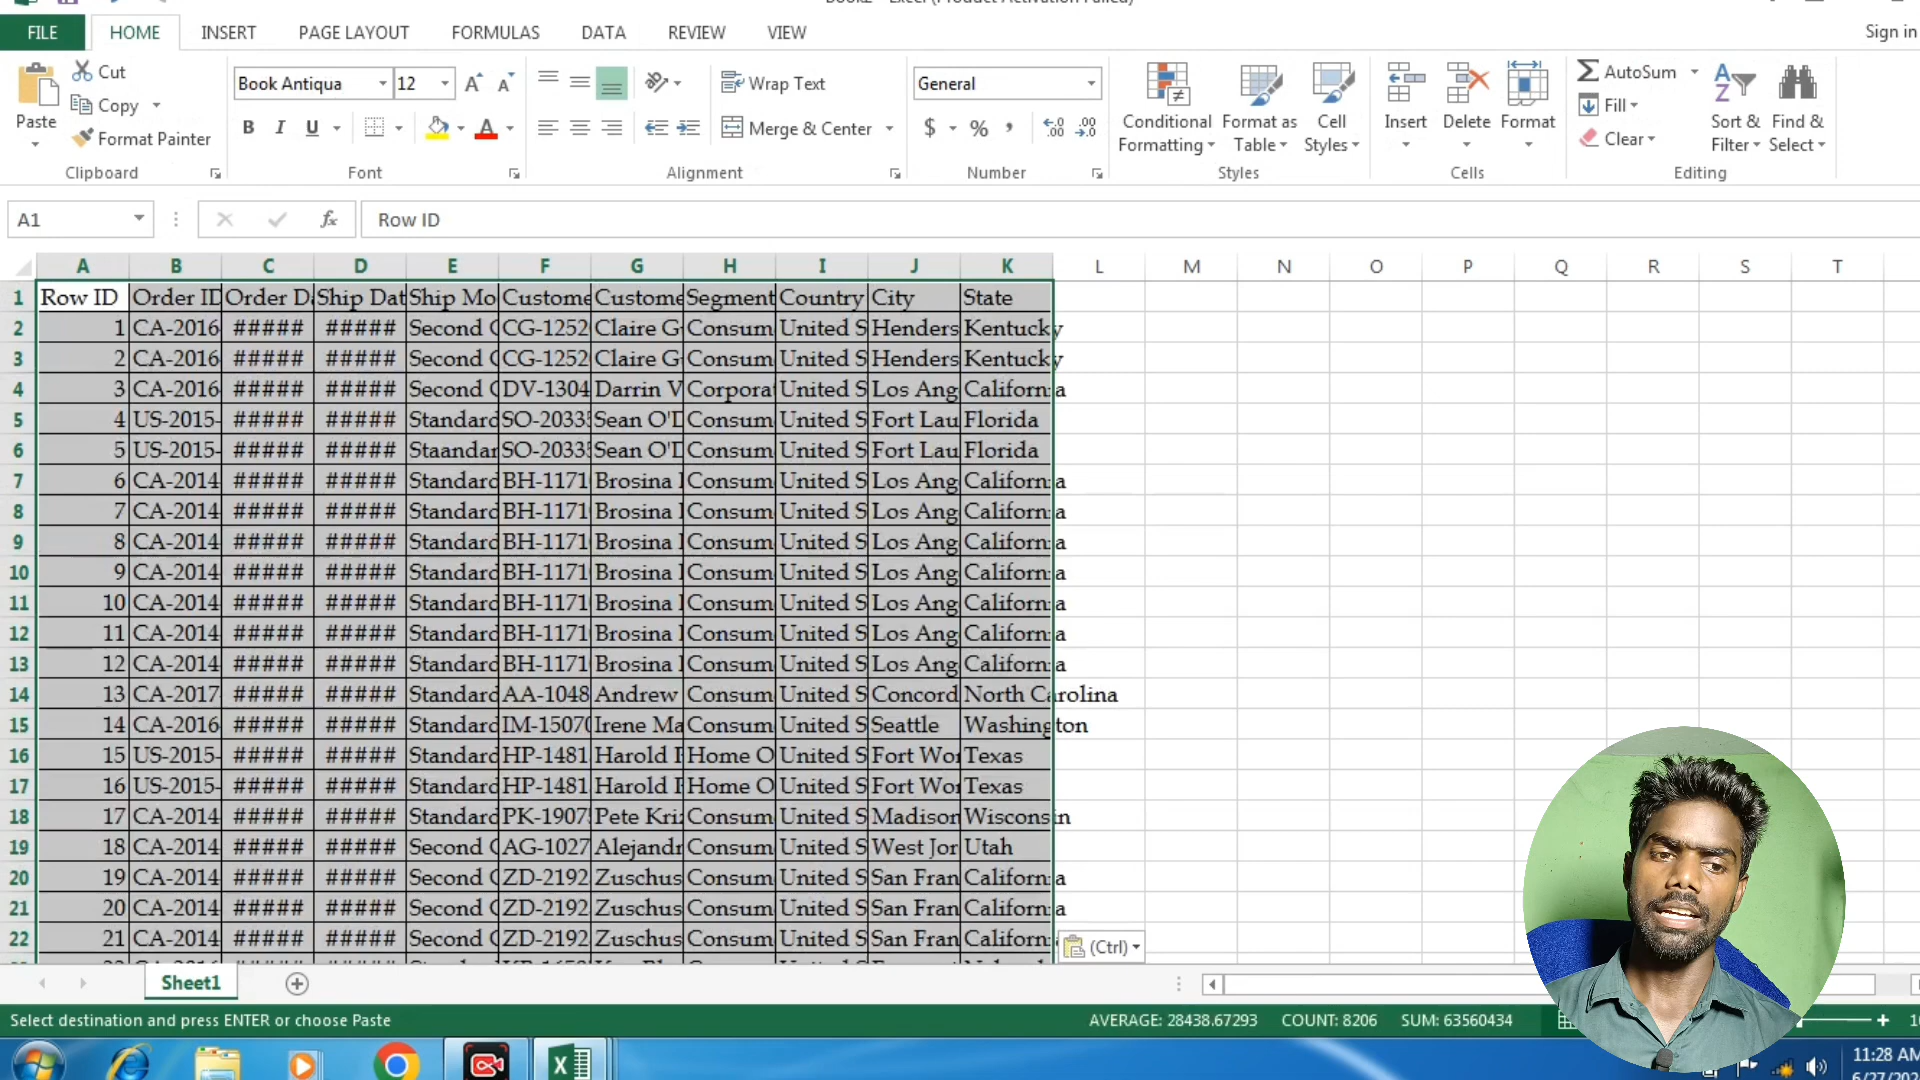 Book2 - Excel (Product Activation Failed)
FILE HOME INSERT PAGE LAYOUT FORMULAS DATA REVIEW VIEW Sign in
Paste Cut Copy Format Painter Clipboard
Book Antiqua 12 B I U A Font
Wrap Text Merge & Center Alignment
General $ % , Number
Conditional Formatting Format as Table Cell Styles Styles
Insert Delete Format Cells
AutoSum Fill Clear Sort & Filter Find & Select Editing
A1 fx Row ID
A B C D E F G H I J K L M N O P Q R S T
1 Row ID Order ID Order Da Ship Dat Ship Mo Custome Custome Segment Country City State
2 1 CA-2016 ##### ##### Second C CG-1252 Claire G Consum United S Henders Kentucky
3 2 CA-2016 ##### ##### Second C CG-1252 Claire G Consum United S Henders Kentucky
4 3 CA-2016 ##### ##### Second C DV-1304 Darrin V Corporat United S Los Ang California
5 4 US-2015- ##### ##### Standard SO-2033 Sean O'D Consum United S Fort Lau Florida
6 5 US-2015- ##### ##### Staandar SO-2033 Sean O'D Consum United S Fort Lau Florida
7 6 CA-2014 ##### ##### Standard BH-1171 Brosina Consum United S Los Ang California
8 7 CA-2014 ##### ##### Standard BH-1171 Brosina Consum United S Los Ang California
9 8 CA-2014 ##### ##### Standard BH-1171 Brosina Consum United S Los Ang California
10 9 CA-2014 ##### ##### Standard BH-1171 Brosina Consum United S Los Ang California
11 10 CA-2014 ##### ##### Standard BH-1171 Brosina Consum United S Los Ang California
12 11 CA-2014 ##### ##### Standard BH-1171 Brosina Consum United S Los Ang California
13 12 CA-2014 ##### ##### Standard BH-1171 Brosina Consum United S Los Ang California
14 13 CA-2017 ##### ##### Standard AA-1048 Andrew Consum United S Concord North Carolina
15 14 CA-2016 ##### ##### Standard IM-15070 Irene Ma Consum United S Seattle Washington
16 15 US-2015- ##### ##### Standard HP-1481 Harold P Home O United S Fort Wor Texas
17 16 US-2015- ##### ##### Standard HP-1481 Harold P Home O United S Fort Wor Texas
18 17 CA-2014 ##### ##### Standard PK-1907 Pete Kriz Consum United S Madison Wisconsin
19 18 CA-2014 ##### ##### Second C AG-1027 Alejandr Consum United S West Jor Utah
20 19 CA-2014 ##### ##### Second C ZD-2192 Zuschus Consum United S San Fran California
21 20 CA-2014 ##### ##### Second C ZD-2192 Zuschus Consum United S San Fran California
22 21 CA-2014 ##### ##### Second C ZD-2192 Zuschus Consum United S San Fran Californ (Ctrl)
Sheet1
Select destination and press ENTER or choose Paste AVERAGE: 28438.67293 COUNT: 8206 SUM: 63560434
11:28 AM
6/27/20